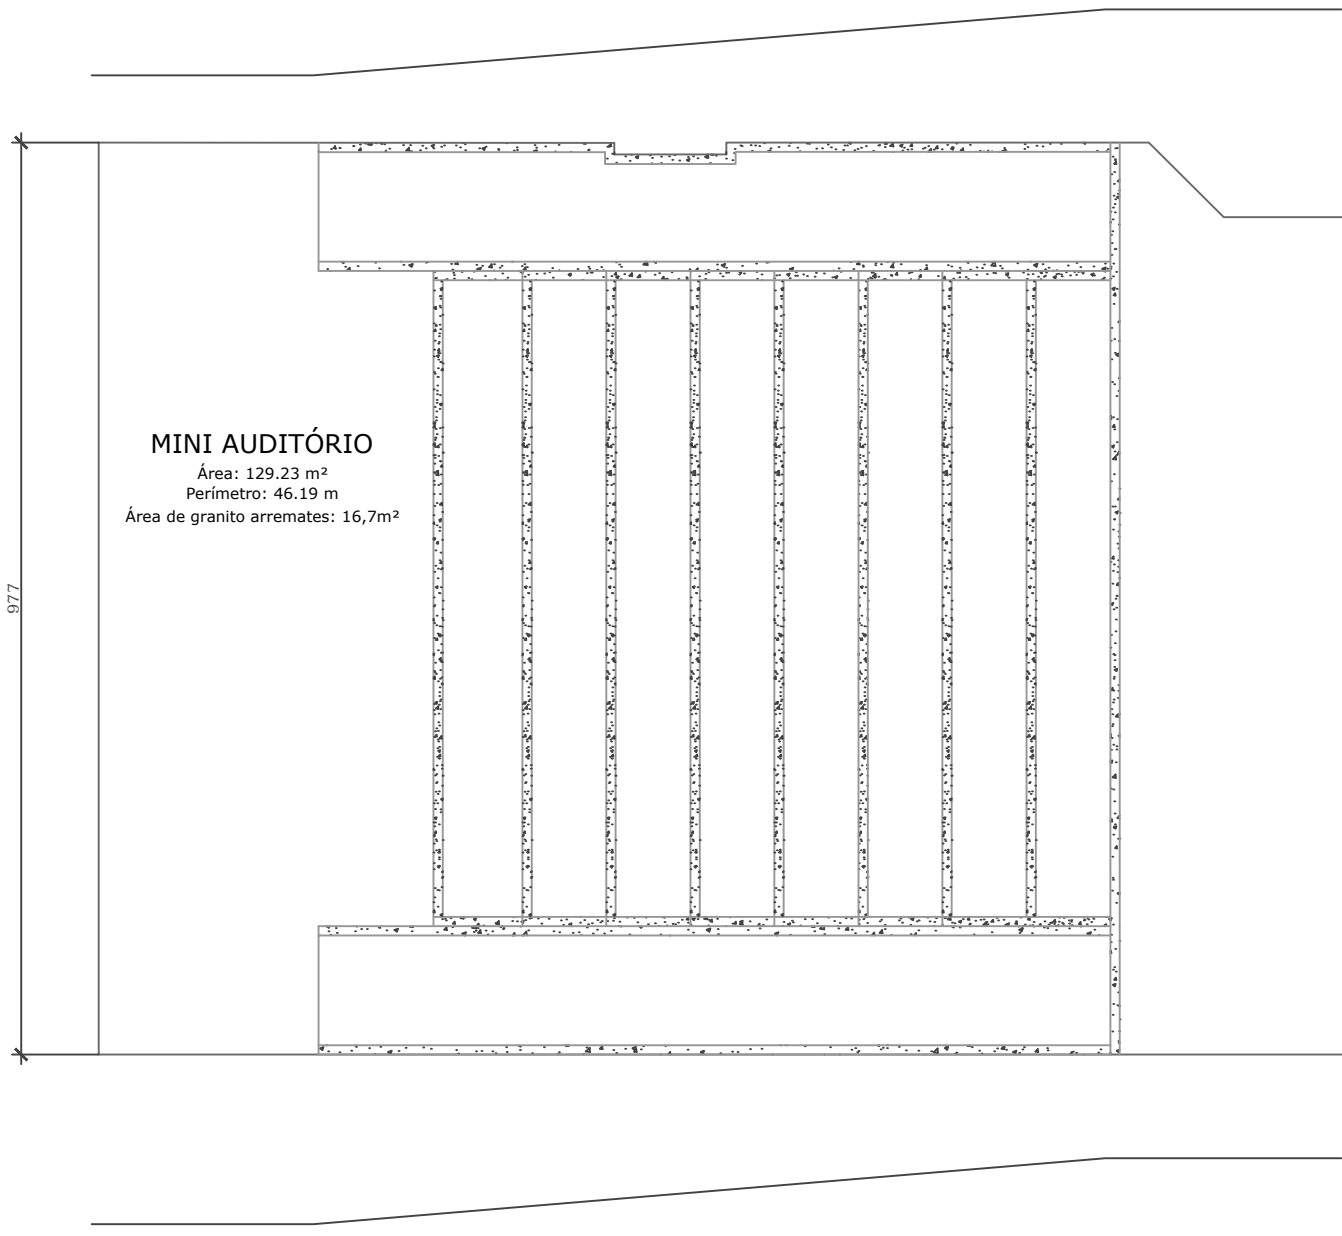 MINI AUDITÓRIO
Área: 129.23 m²
Perímetro: 46.19 m
Área de granito arremates: 16,7m²
977